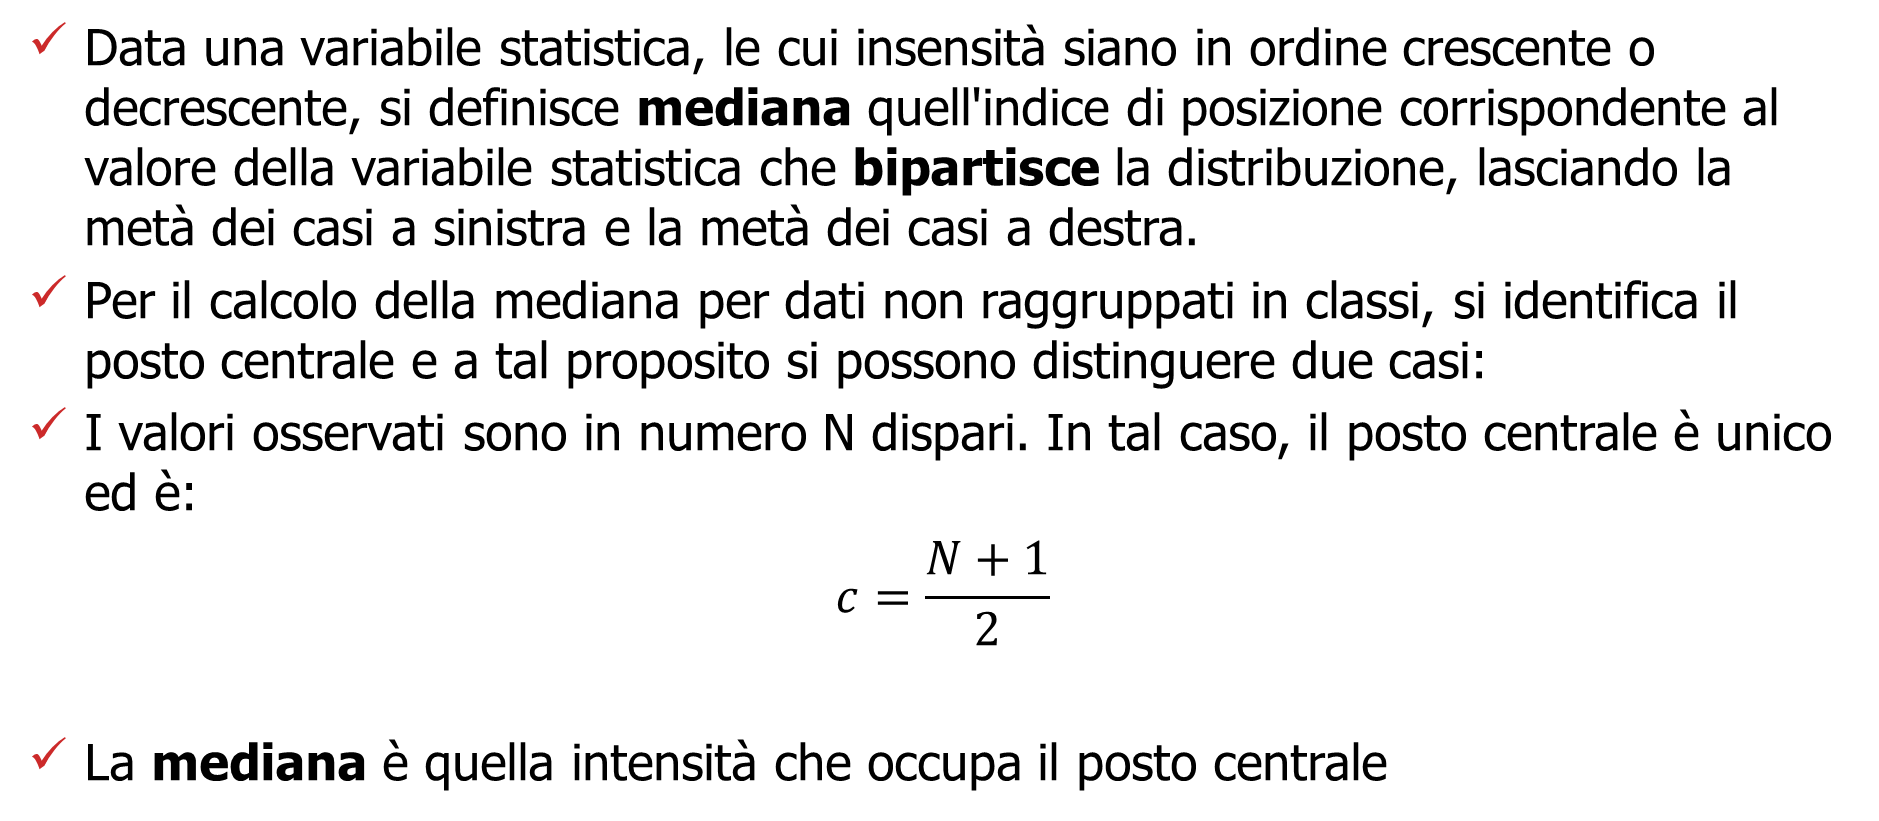 ✓ Data una variabile statistica, le cui insensità siano in ordine crescente o
decrescente, si definisce mediana quell'indice di posizione corrispondente al
valore della variabile statistica che bipartisce la distribuzione, lasciando la
metà dei casi a sinistra e la metà dei casi a destra.
✓ Per il calcolo della mediana per dati non raggruppati in classi, si identifica il
posto centrale e a tal proposito si possono distinguere due casi:
✓ I valori osservati sono in numero N dispari. In tal caso, il posto centrale è unico
ed è:
c = (N + 1) / 2
✓ La mediana è quella intensità che occupa il posto centrale